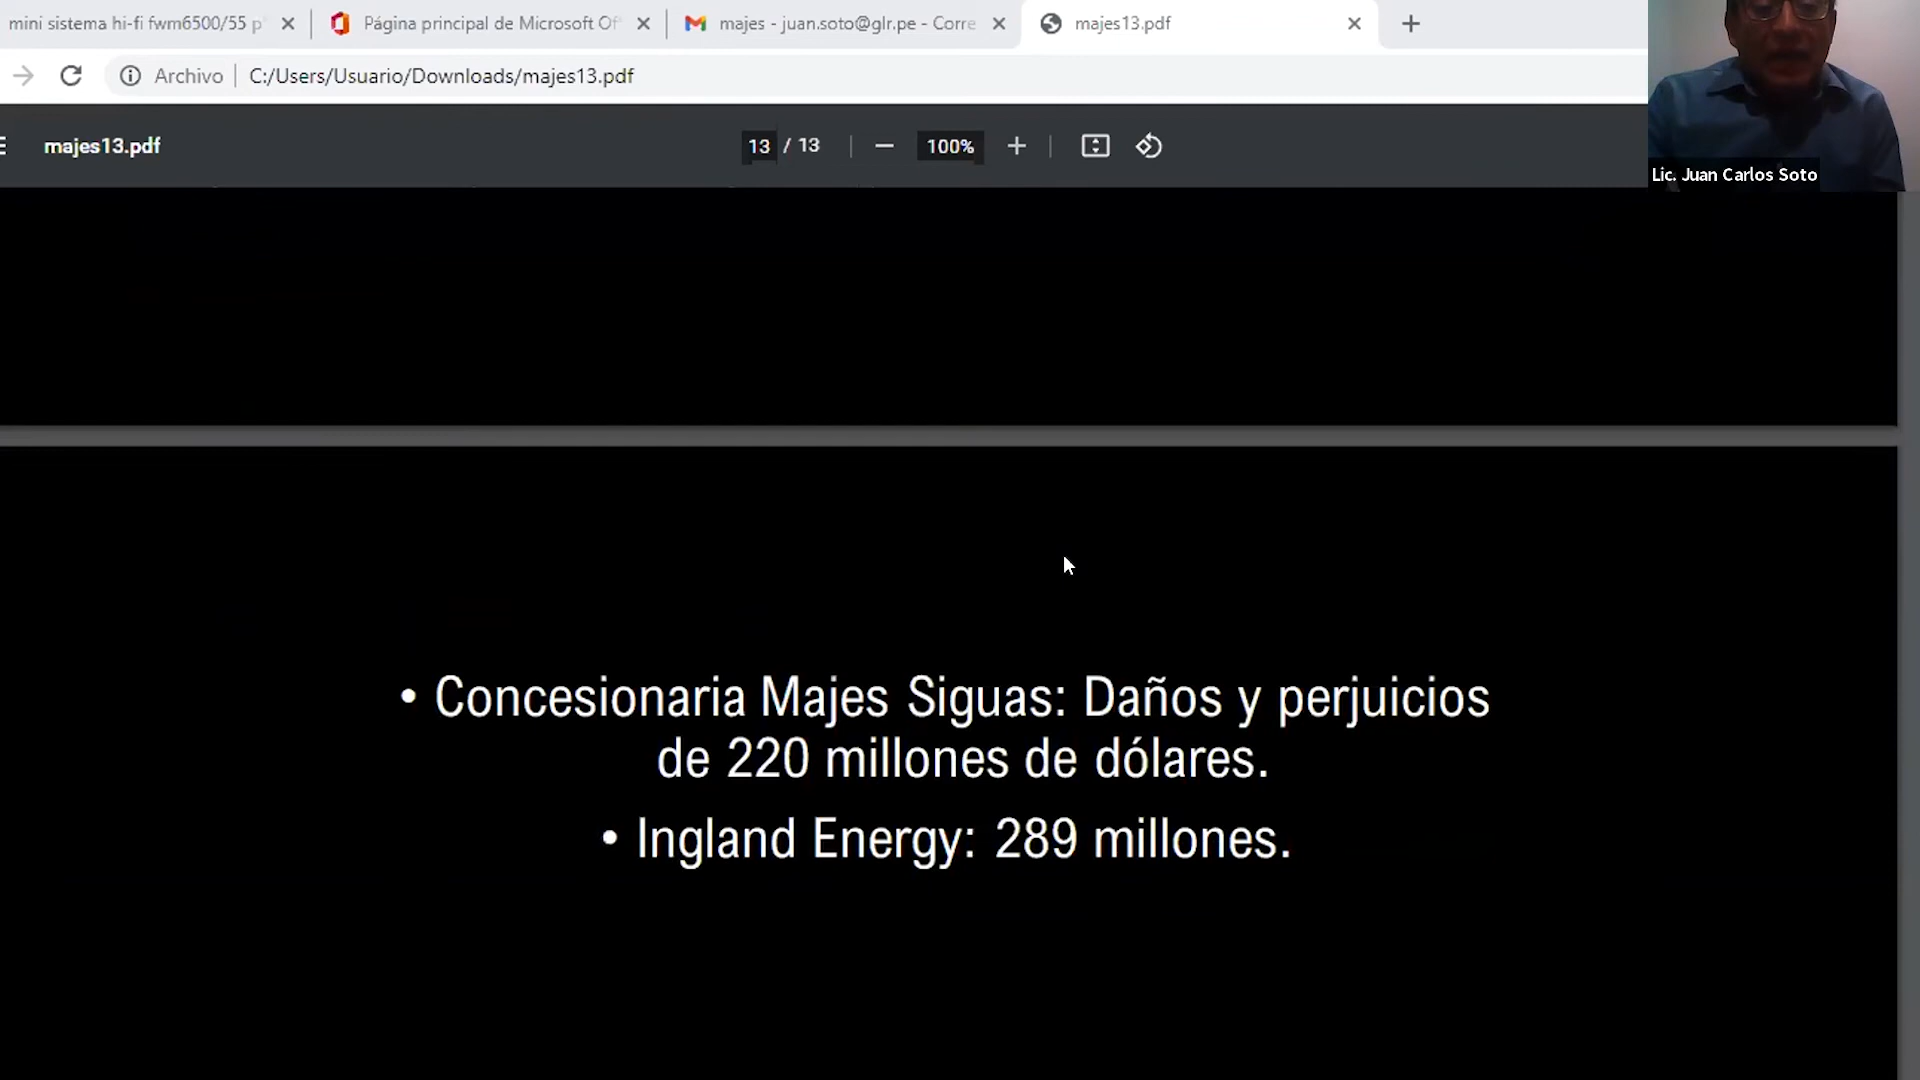 mini sistema hi-fi fwm6500/55 p
Página principal de Microsoft Of
majes - juan.soto@glr.pe - Corre
majes13.pdf
Archivo
C:/Users/Usuario/Downloads/majes13.pdf
majes13.pdf
13 / 13
100%
Lic. Juan Carlos Soto
• Concesionaria Majes Siguas: Daños y perjuicios
de 220 millones de dólares.
• Ingland Energy: 289 millones.